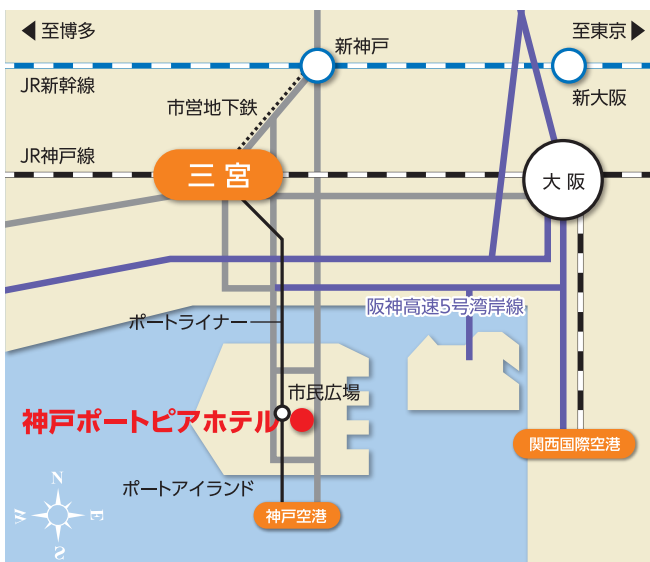 至博多
至東京
新神戸
JR新幹線
新大阪
市営地下鉄
JR神戸線
三宮
大阪
阪神高速5号湾岸線
ポートライナー
市民広場
神戸ポートピアホテル
関西国際空港
ポートアイランド
神戸空港
N
W
E
S